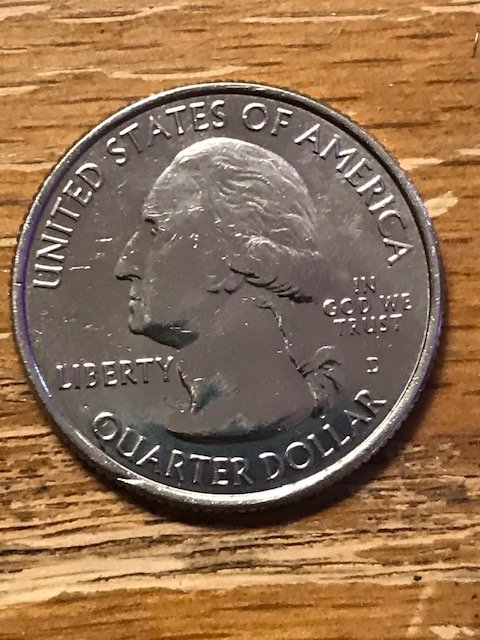 UNITED STATES OF AMERICA
LIBERTY
IN
GOD WE
TRUST
D
QUARTER DOLLAR